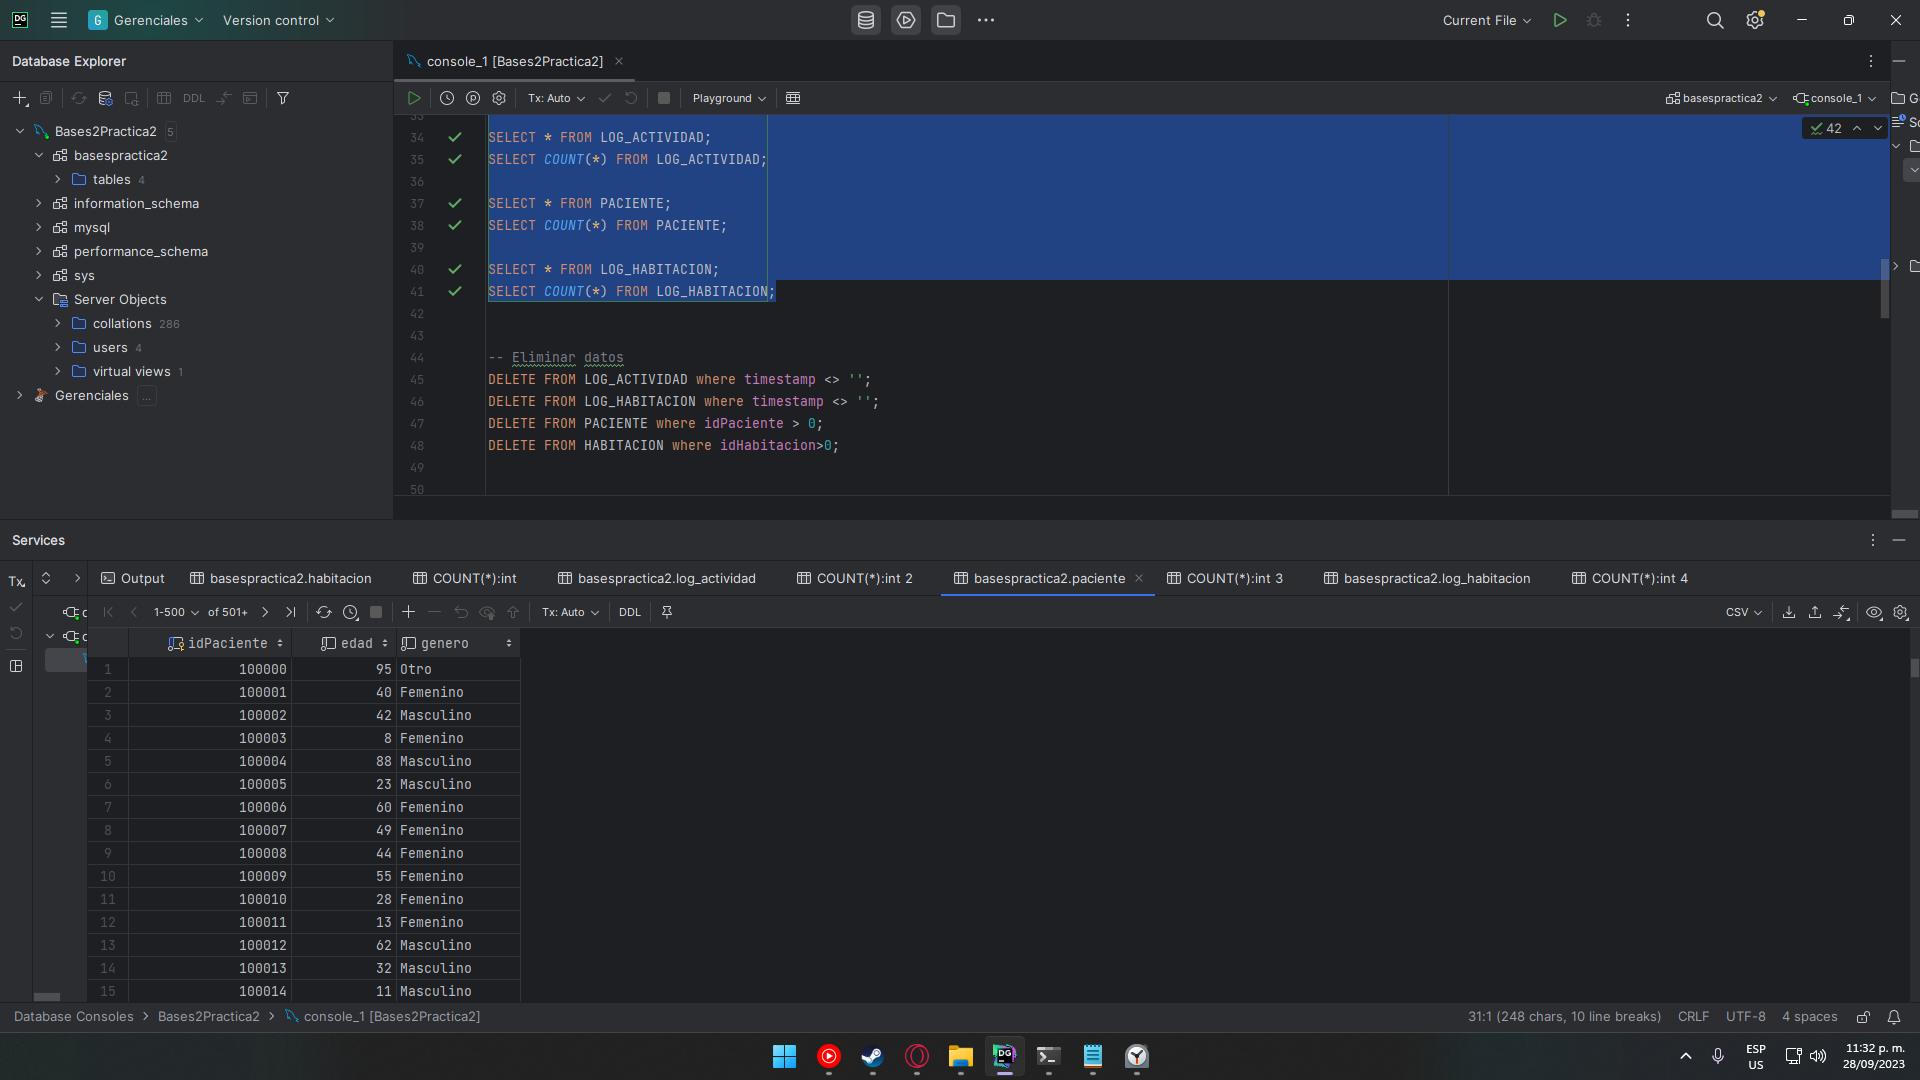 DG
G
Gerenciales
Version control
Current File
Database Explorer
console_1 [Bases2Practica2]
DDL
Tx: Auto
Playground
basespractica2
console_1
Bases2Practica2 5
basespractica2
tables 4
information_schema
mysql
performance_schema
sys
Server Objects
collations 286
users 4
virtual views 1
Gerenciales ...
42
33
34 SELECT * FROM LOG_ACTIVIDAD;
35 SELECT COUNT(*) FROM LOG_ACTIVIDAD;
36
37 SELECT * FROM PACIENTE;
38 SELECT COUNT(*) FROM PACIENTE;
39
40 SELECT * FROM LOG_HABITACION;
41 SELECT COUNT(*) FROM LOG_HABITACION;
42
43
44 -- Eliminar datos
45 DELETE FROM LOG_ACTIVIDAD where timestamp <> '';
46 DELETE FROM LOG_HABITACION where timestamp <> '';
47 DELETE FROM PACIENTE where idPaciente > 0;
48 DELETE FROM HABITACION where idHabitacion>0;
49
50
Services
Tx
Output
basespractica2.habitacion
COUNT(*):int
basespractica2.log_actividad
COUNT(*):int 2
basespractica2.paciente
COUNT(*):int 3
basespractica2.log_habitacion
COUNT(*):int 4
1-500 of 501+
Tx: Auto
DDL
CSV
idPaciente edad genero
1 100000 95 Otro
2 100001 40 Femenino
3 100002 42 Masculino
4 100003 8 Femenino
5 100004 88 Masculino
6 100005 23 Masculino
7 100006 60 Femenino
8 100007 49 Femenino
9 100008 44 Femenino
10 100009 55 Femenino
11 100010 28 Femenino
12 100011 13 Femenino
13 100012 62 Masculino
14 100013 32 Masculino
15 100014 11 Masculino
Database Consoles > Bases2Practica2 > console_1 [Bases2Practica2]
31:1 (248 chars, 10 line breaks)
CRLF
UTF-8
4 spaces
DG
ESP
US
11:32 p. m.
28/09/2023